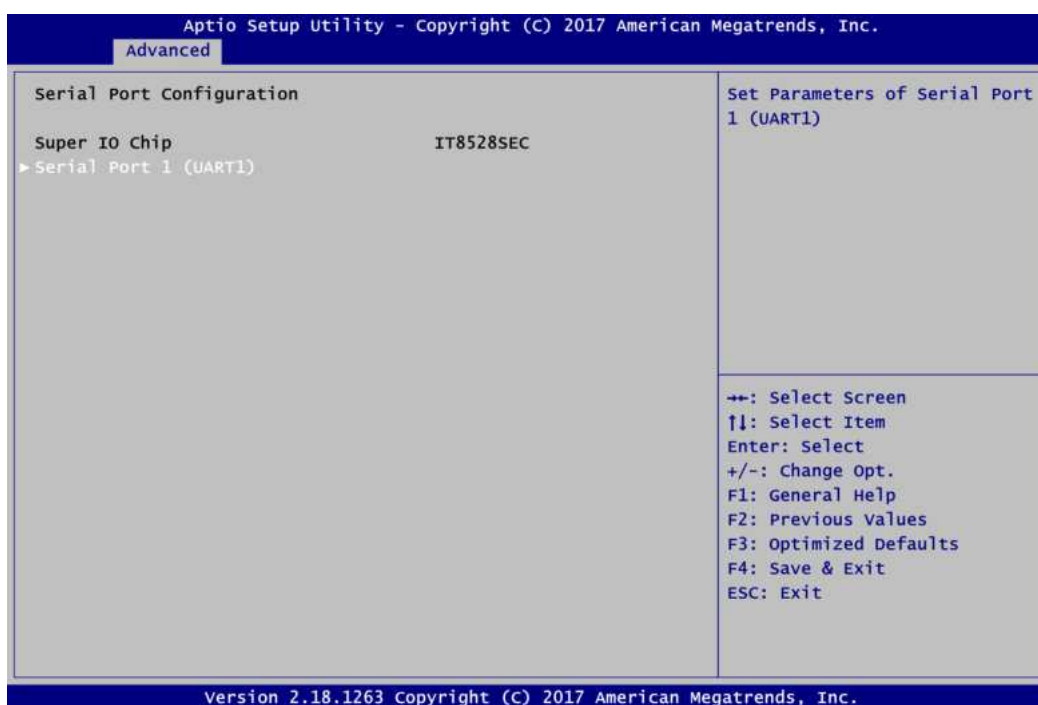 Aptio Setup Utility – Copyright (C) 2017 American Megatrends, Inc.
Advanced
Serial Port Configuration
Super IO Chip IT8528SEC
►Serial Port 1 (UART1)
Set Parameters of Serial Port
1 (UART1)
→←: Select Screen
↑↓: Select Item
Enter: Select
+/-: Change Opt.
F1: General Help
F2: Previous Values
F3: Optimized Defaults
F4: Save & Exit
ESC: Exit
Version 2.18.1263 Copyright (C) 2017 American Megatrends, Inc.